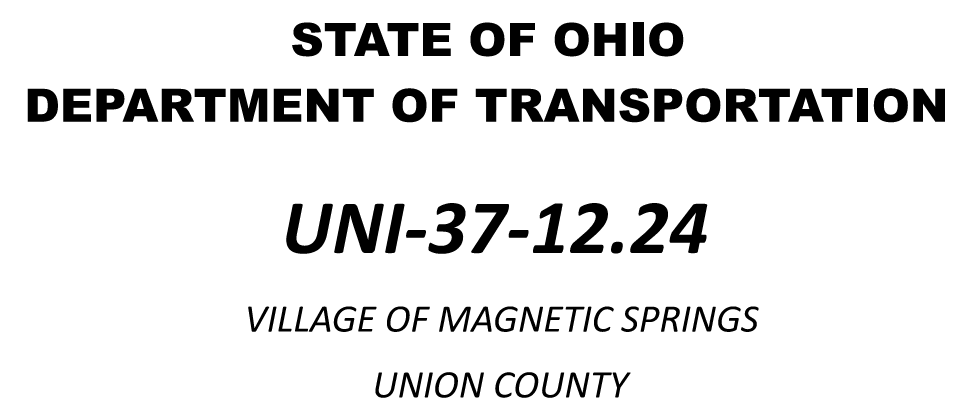 STATE OF OHIO
DEPARTMENT OF TRANSPORTATION
UNI-37-12.24
VILLAGE OF MAGNETIC SPRINGS
UNION COUNTY